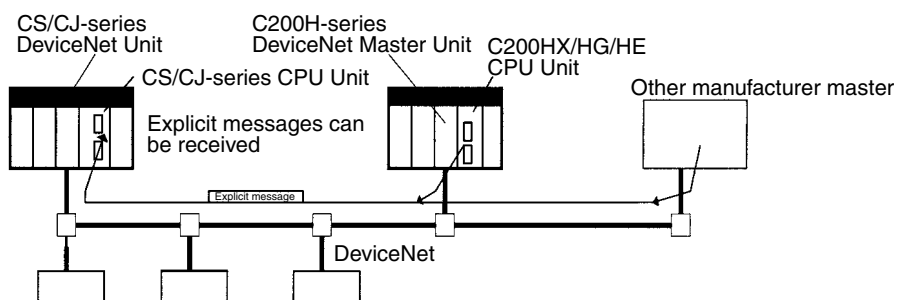 CS/CJ-series
DeviceNet Unit
C200H-series
DeviceNet Master Unit
C200HX/HG/HE
CPU Unit
CS/CJ-series CPU Unit
Other manufacturer master
Explicit messages can
be received
Explicit message
DeviceNet